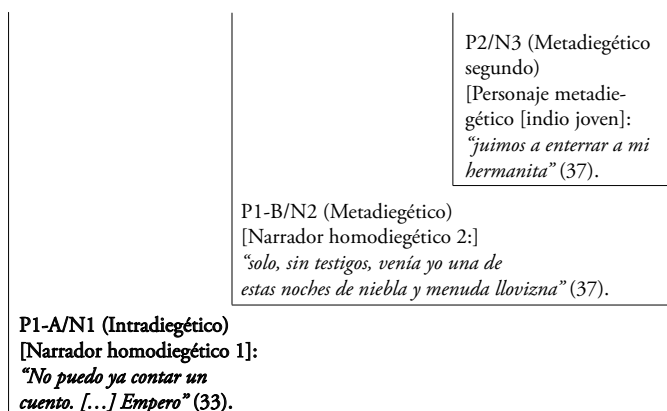 P2/N3 (Metadiegético
segundo)
[Personaje metadie-
gético [indio joven]:
“juimos a enterrar a mi
hermanita” (37).
P1-B/N2 (Metadiegético)
[Narrador homodiegético 2:]
“solo, sin testigos, venía yo una de
estas noches de niebla y menuda llovizna” (37).
P1-A/N1 (Intradiegético)
[Narrador homodiegético 1]:
“No puedo ya contar un
cuento. […] Empero” (33).